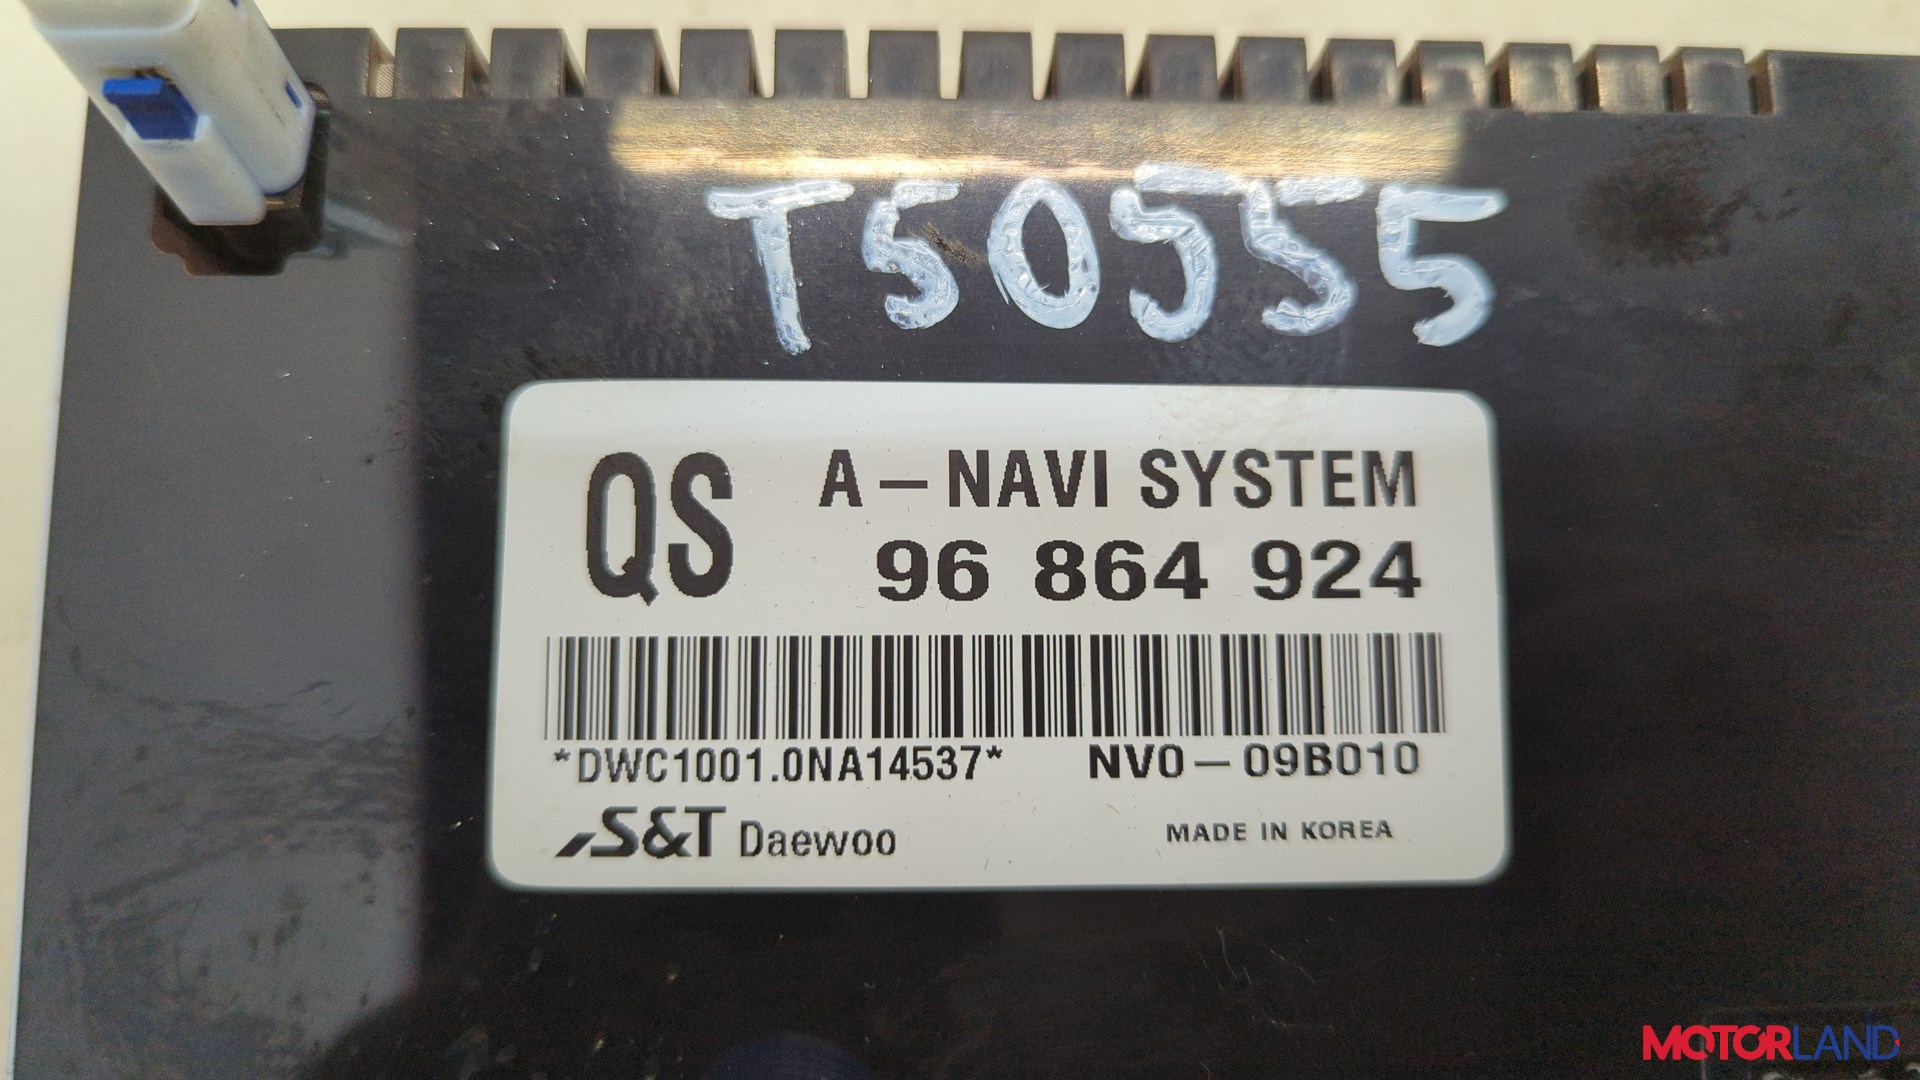 T50555
QS A-NAVI SYSTEM
96 864 924
*DWC1001.0NA14537* NV0-09B010
S&T Daewoo MADE IN KOREA
MOTORLAND